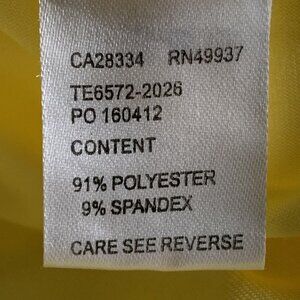 CA28334 RN49937
TE6572-2026
PO 160412
CONTENT
91% POLYESTER
9% SPANDEX
CARE SEE REVERSE